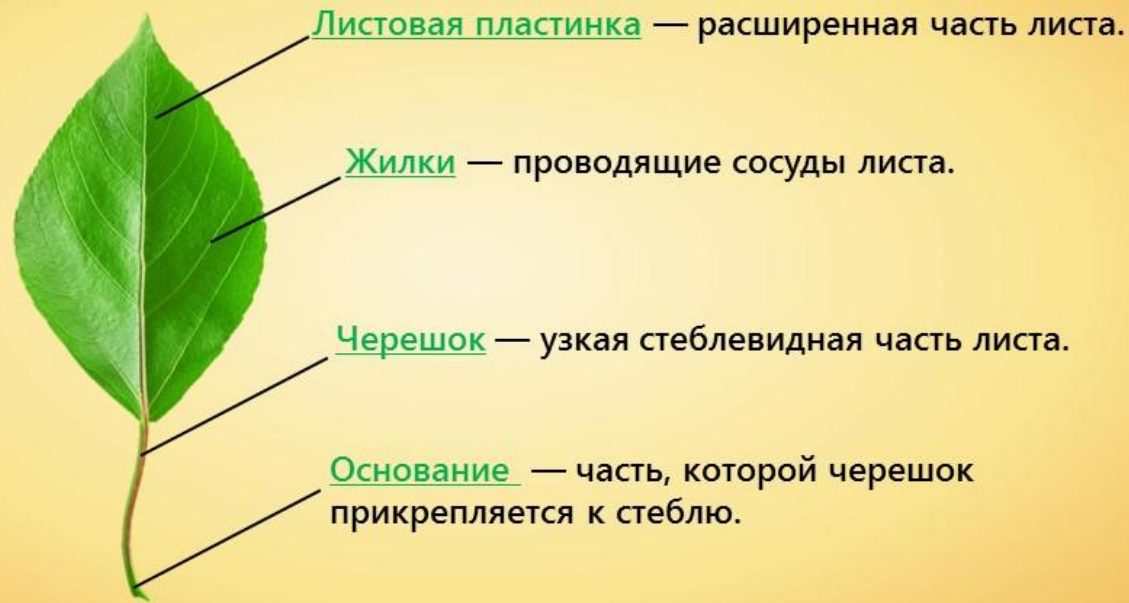 Листовая пластинка — расширенная часть листа.
Жилки — проводящие сосуды листа.
Черешок — узкая стеблевидная часть листа.
Основание — часть, которой черешок
прикрепляется к стеблю.